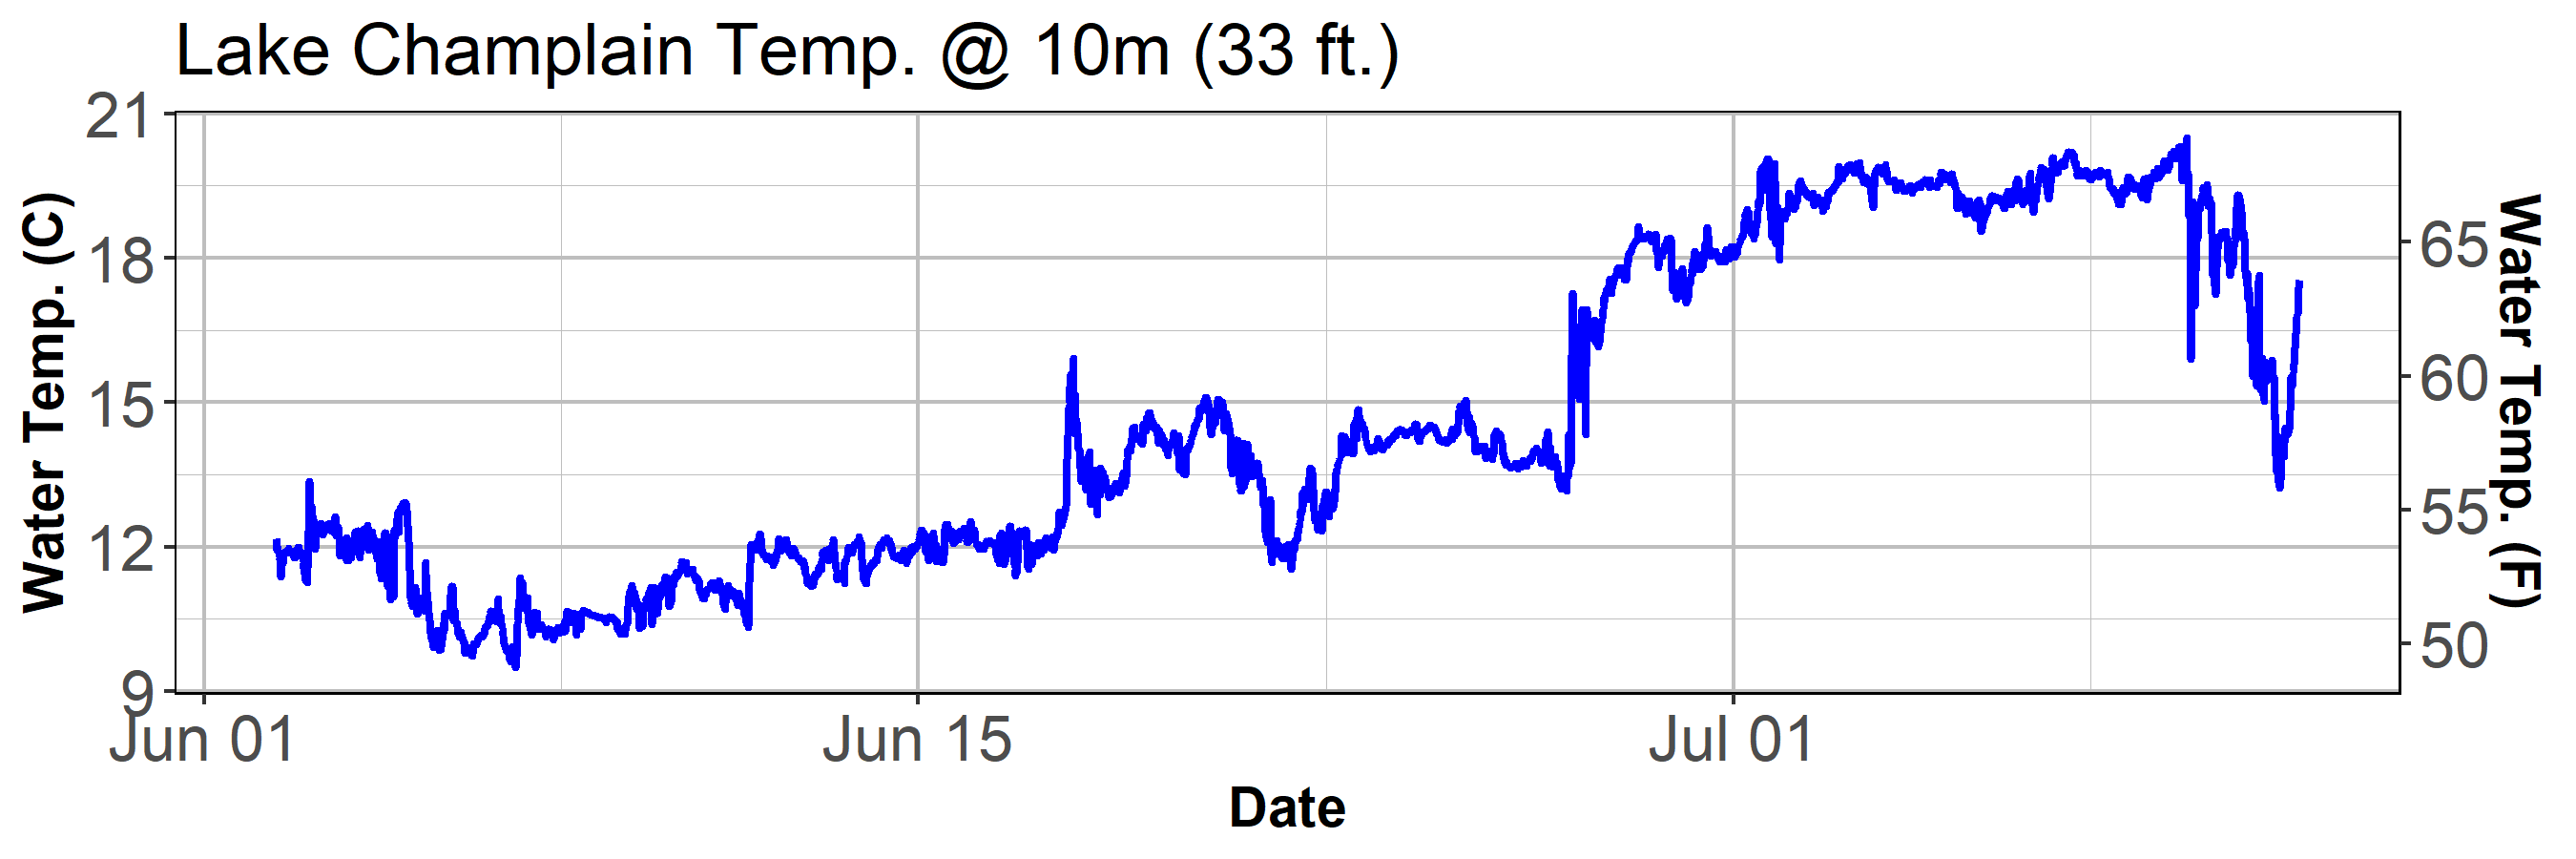 Lake Champlain Temp. @ 10m (33 ft.)
Water Temp. (C)
21
18
15
12
9
65
60
55
50
Water Temp. (F)
Jun 01
Jun 15
Jul 01
Date